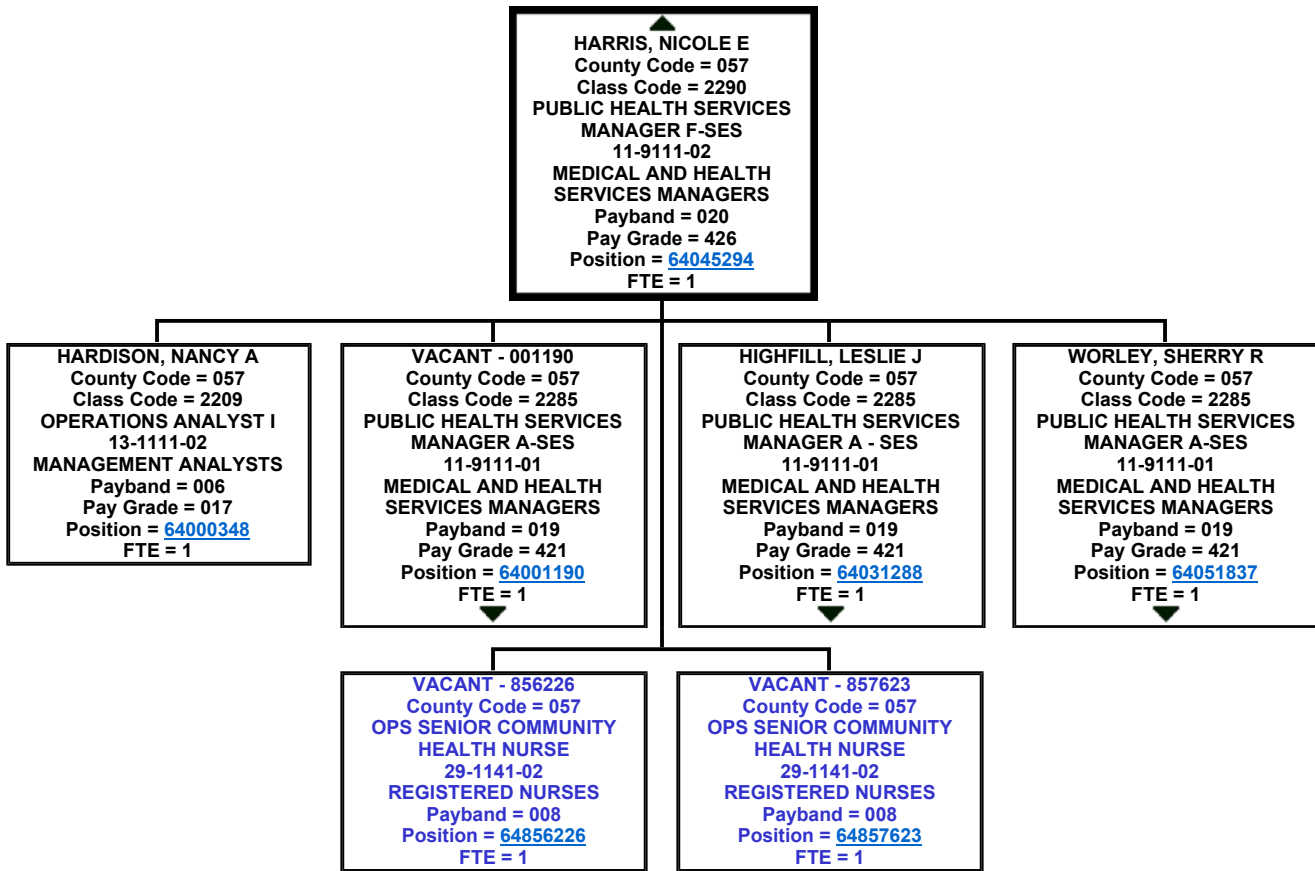 HARRIS, NICOLE E
County Code = 057
Class Code = 2290
PUBLIC HEALTH SERVICES
MANAGER F-SES
11-9111-02
MEDICAL AND HEALTH
SERVICES MANAGERS
Payband = 020
Pay Grade = 426
Position = 64045294
FTE = 1
HARDISON, NANCY A
County Code = 057
Class Code = 2209
OPERATIONS ANALYST I
13-1111-02
MANAGEMENT ANALYSTS
Payband = 006
Pay Grade = 017
Position = 64000348
FTE = 1
VACANT - 001190
County Code = 057
Class Code = 2285
PUBLIC HEALTH SERVICES
MANAGER A-SES
11-9111-01
MEDICAL AND HEALTH
SERVICES MANAGERS
Payband = 019
Pay Grade = 421
Position = 64001190
FTE = 1
HIGHFILL, LESLIE J
County Code = 057
Class Code = 2285
PUBLIC HEALTH SERVICES
MANAGER A - SES
11-9111-01
MEDICAL AND HEALTH
SERVICES MANAGERS
Payband = 019
Pay Grade = 421
Position = 64031288
FTE = 1
WORLEY, SHERRY R
County Code = 057
Class Code = 2285
PUBLIC HEALTH SERVICES
MANAGER A-SES
11-9111-01
MEDICAL AND HEALTH
SERVICES MANAGERS
Payband = 019
Pay Grade = 421
Position = 64051837
FTE = 1
VACANT - 856226
County Code = 057
OPS SENIOR COMMUNITY
HEALTH NURSE
29-1141-02
REGISTERED NURSES
Payband = 008
Position = 64856226
FTE = 1
VACANT - 857623
County Code = 057
OPS SENIOR COMMUNITY
HEALTH NURSE
29-1141-02
REGISTERED NURSES
Payband = 008
Position = 64857623
FTE = 1